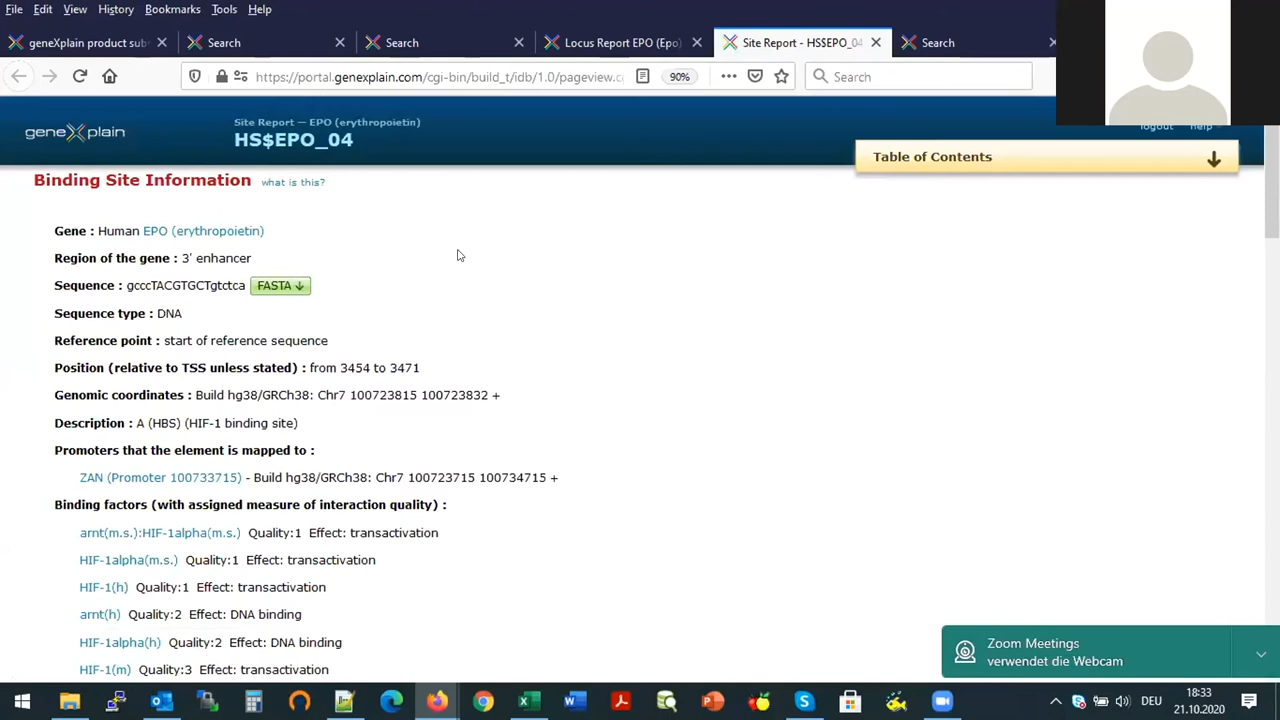 File Edit View History Bookmarks Tools Help
geneXplain product sub
Search
Search
Locus Report EPO (Epo)
Site Report - HS$EPO_04
Search
https://portal.genexplain.com/cgi-bin/build_t/idb/1.0/pageview.c
90%
Search
geneXplain
Site Report — EPO (erythropoietin)
HS$EPO_04
logout help
Table of Contents
Binding Site Information what is this?
Gene : Human EPO (erythropoietin)
Region of the gene : 3' enhancer
Sequence : gcccTACGTGCTgtctca FASTA
Sequence type : DNA
Reference point : start of reference sequence
Position (relative to TSS unless stated) : from 3454 to 3471
Genomic coordinates : Build hg38/GRCh38: Chr7 100723815 100723832 +
Description : A (HBS) (HIF-1 binding site)
Promoters that the element is mapped to :
ZAN (Promoter 100733715) - Build hg38/GRCh38: Chr7 100723715 100734715 +
Binding factors (with assigned measure of interaction quality) :
arnt(m.s.):HIF-1alpha(m.s.) Quality:1 Effect: transactivation
HIF-1alpha(m.s.) Quality:1 Effect: transactivation
HIF-1(h) Quality:1 Effect: transactivation
arnt(h) Quality:2 Effect: DNA binding
HIF-1alpha(h) Quality:2 Effect: DNA binding
HIF-1(m) Quality:3 Effect: transactivation
Zoom Meetings
verwendet die Webcam
DEU
18:33
21.10.2020